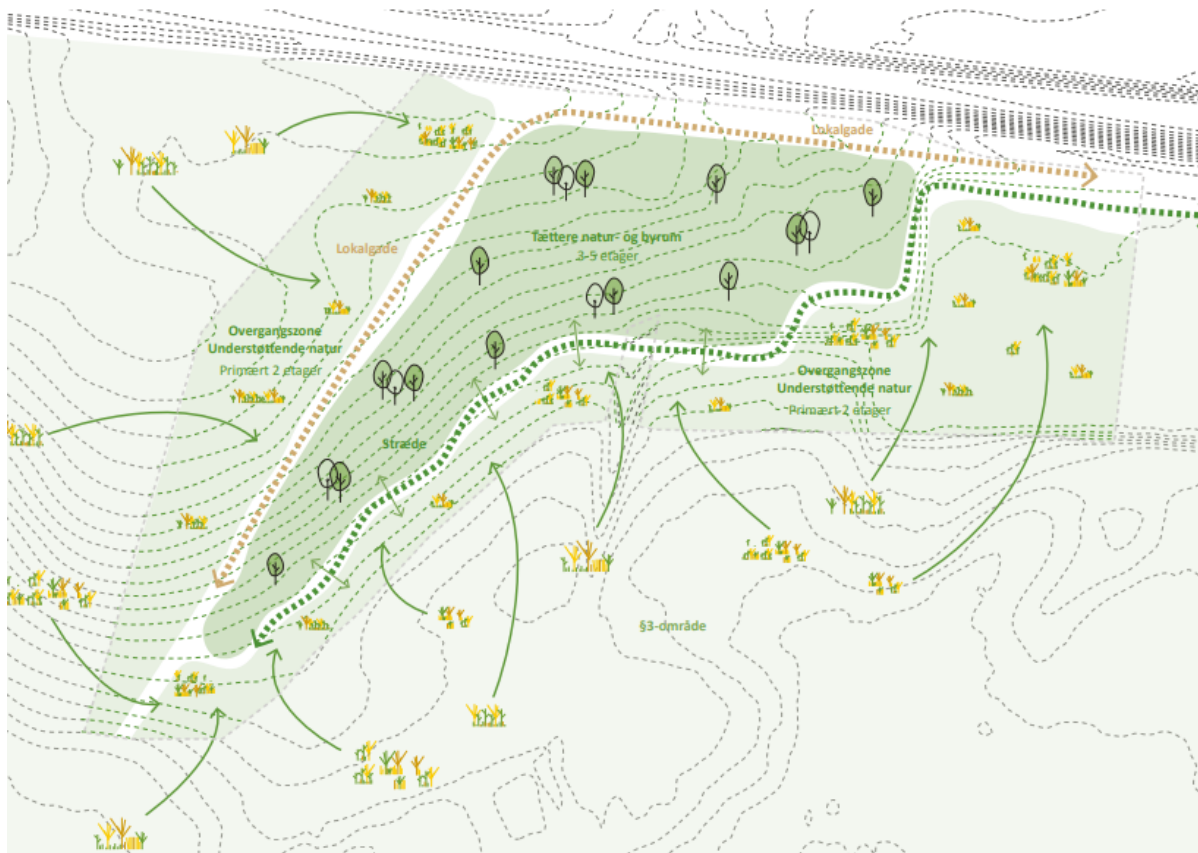 Lokalgade
Tættere natur- og byrum
3-5 etager
Lokalgade
Overgangszone
Understøttende natur
Primært 2 etager
Overgangszone
Understøttende natur
Primært 2 etager
Stræde
§3-område